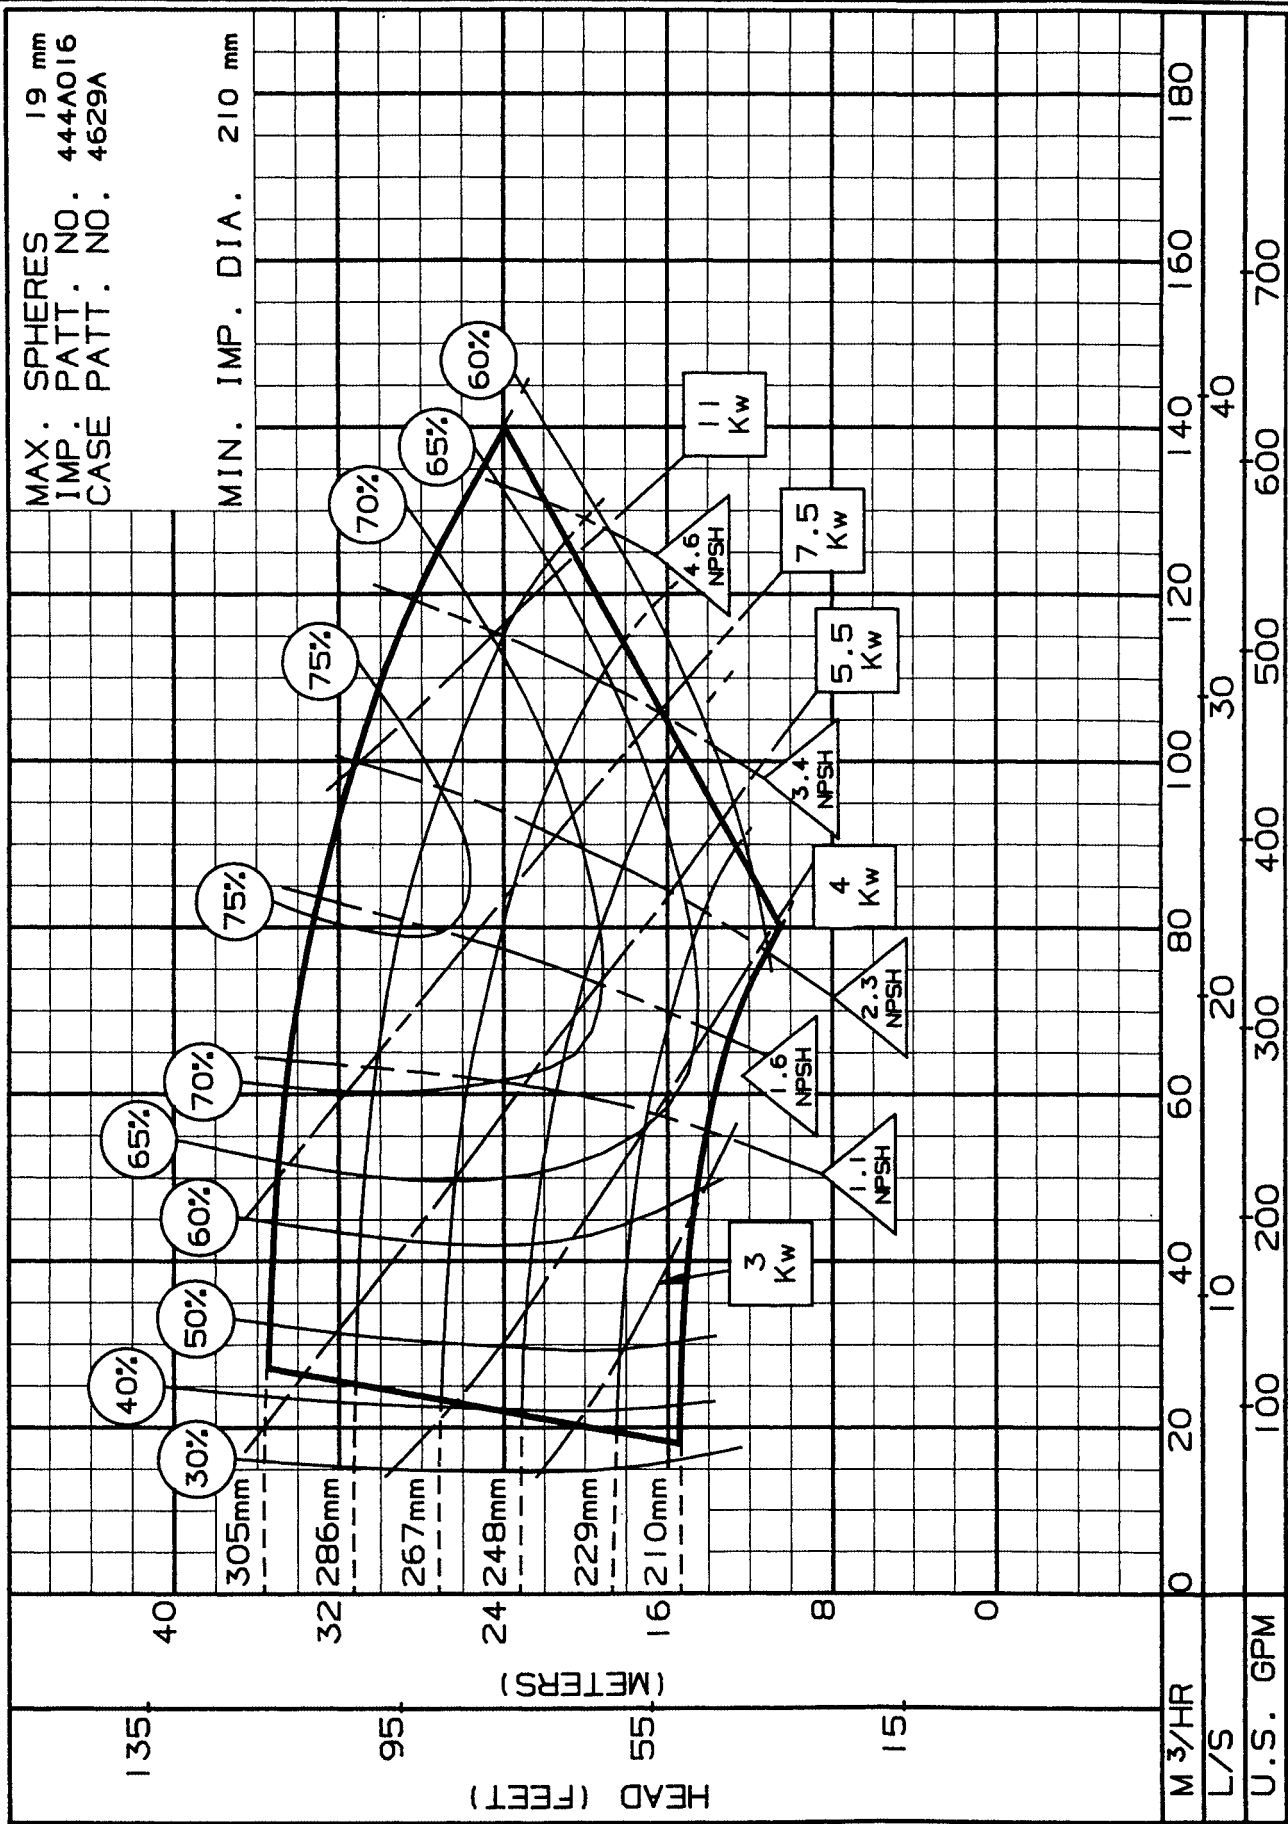 MAX. SPHERES 19 mm
IMP. PATT. NO. 444A016
CASE PATT. NO. 4629A
MIN. IMP. DIA. 210 mm
30%
40%
50%
60%
65%
70%
75%
75%
70%
65%
60%
305mm
286mm
267mm
248mm
229mm
210mm
3
Kw
4
Kw
5.5
Kw
7.5
Kw
11
Kw
1.1
NPSH
1.6
NPSH
2.3
NPSH
3.4
NPSH
4.6
NPSH
HEAD (FEET)
135
95
55
15
(METERS)
40
32
24
16
8
0
M³/HR 0 20 40 60 80 100 120 140 160 180
L/S 10 20 30 40
U.S. GPM 100 200 300 400 500 600 700